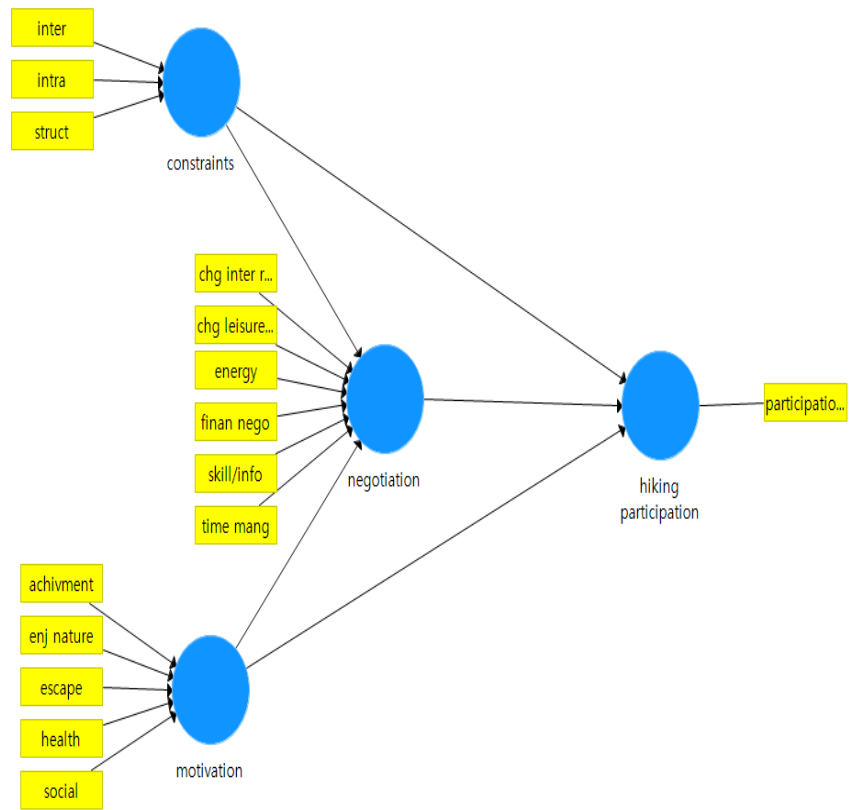 inter
intra
struct
constraints
chg inter r...
chg leisure...
energy
finan nego
skill/info
time mang
negotiation
participatio...
hiking
participation
achivment
enj nature
escape
health
social
motivation